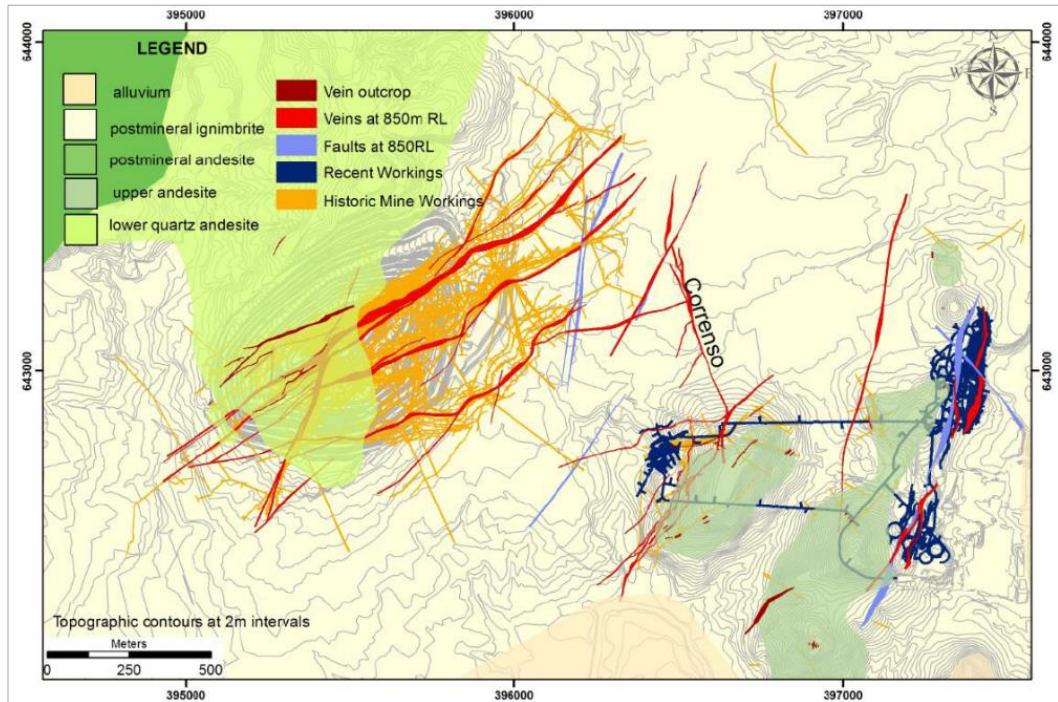 395000 396000 397000
644000
644000
LEGEND
N
W E
S
alluvium
postmineral ignimbrite
postmineral andesite
upper andesite
lower quartz andesite
Vein outcrop
Veins at 850m RL
Faults at 850RL
Recent Workings
Historic Mine Workings
Correnso
643000
643000
Topographic contours at 2m intervals
Meters
0 250 500
395000 396000 397000